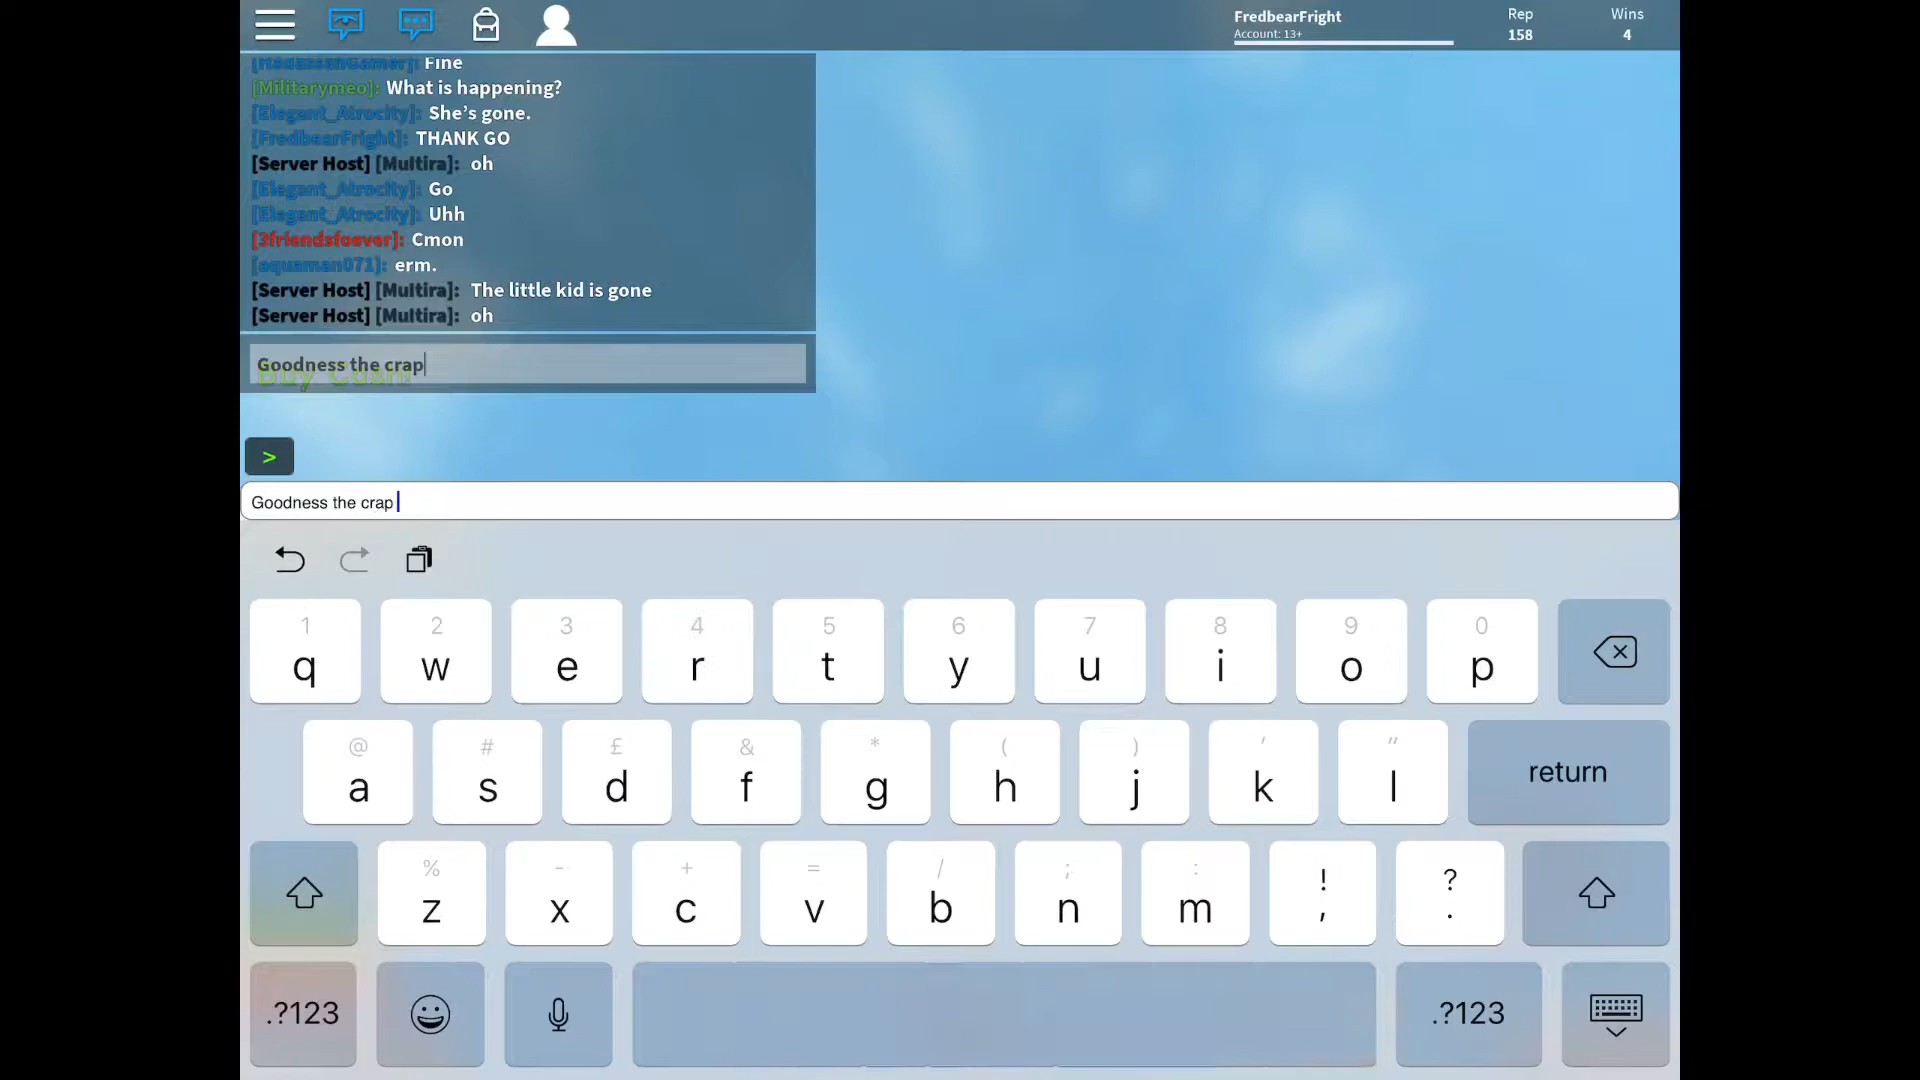 FredbearFright
Account: 13+
Rep
158
Wins
4
Fine
[Militarymeo]: What is happening?
[Elegant_Atrocity]: She's gone.
[FredbearFright]: THANK GO
[Server Host] [Multira]: oh
[Elegant_Atrocity]: Go
[Elegant_Atrocity]: Uhh
[3friendsfoever]: Cmon
[aquaman071]: erm.
[Server Host] [Multira]: The little kid is gone
[Server Host] [Multira]: oh
Goodness the crap
Buy Cash
>
Goodness the crap
1 2 3 4 5 6 7 8 9 0
q w e r t y u i o p
@ # £ & * ( ) ' "
a s d f g h j k l return
% - + = / ; : ! ?
z x c v b n m , .
.?123 .?123